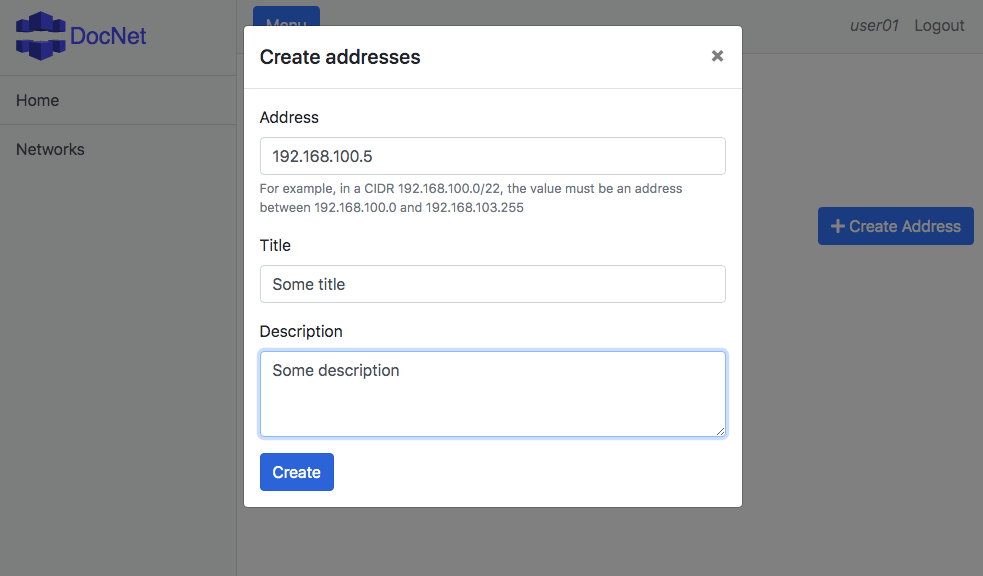 DocNet
Home
Networks
Menu
user01 Logout
Create addresses
Address
192.168.100.5
For example, in a CIDR 192.168.100.0/22, the value must be an address
between 192.168.100.0 and 192.168.103.255
Title
Some title
Description
Some description
Create
Create Address